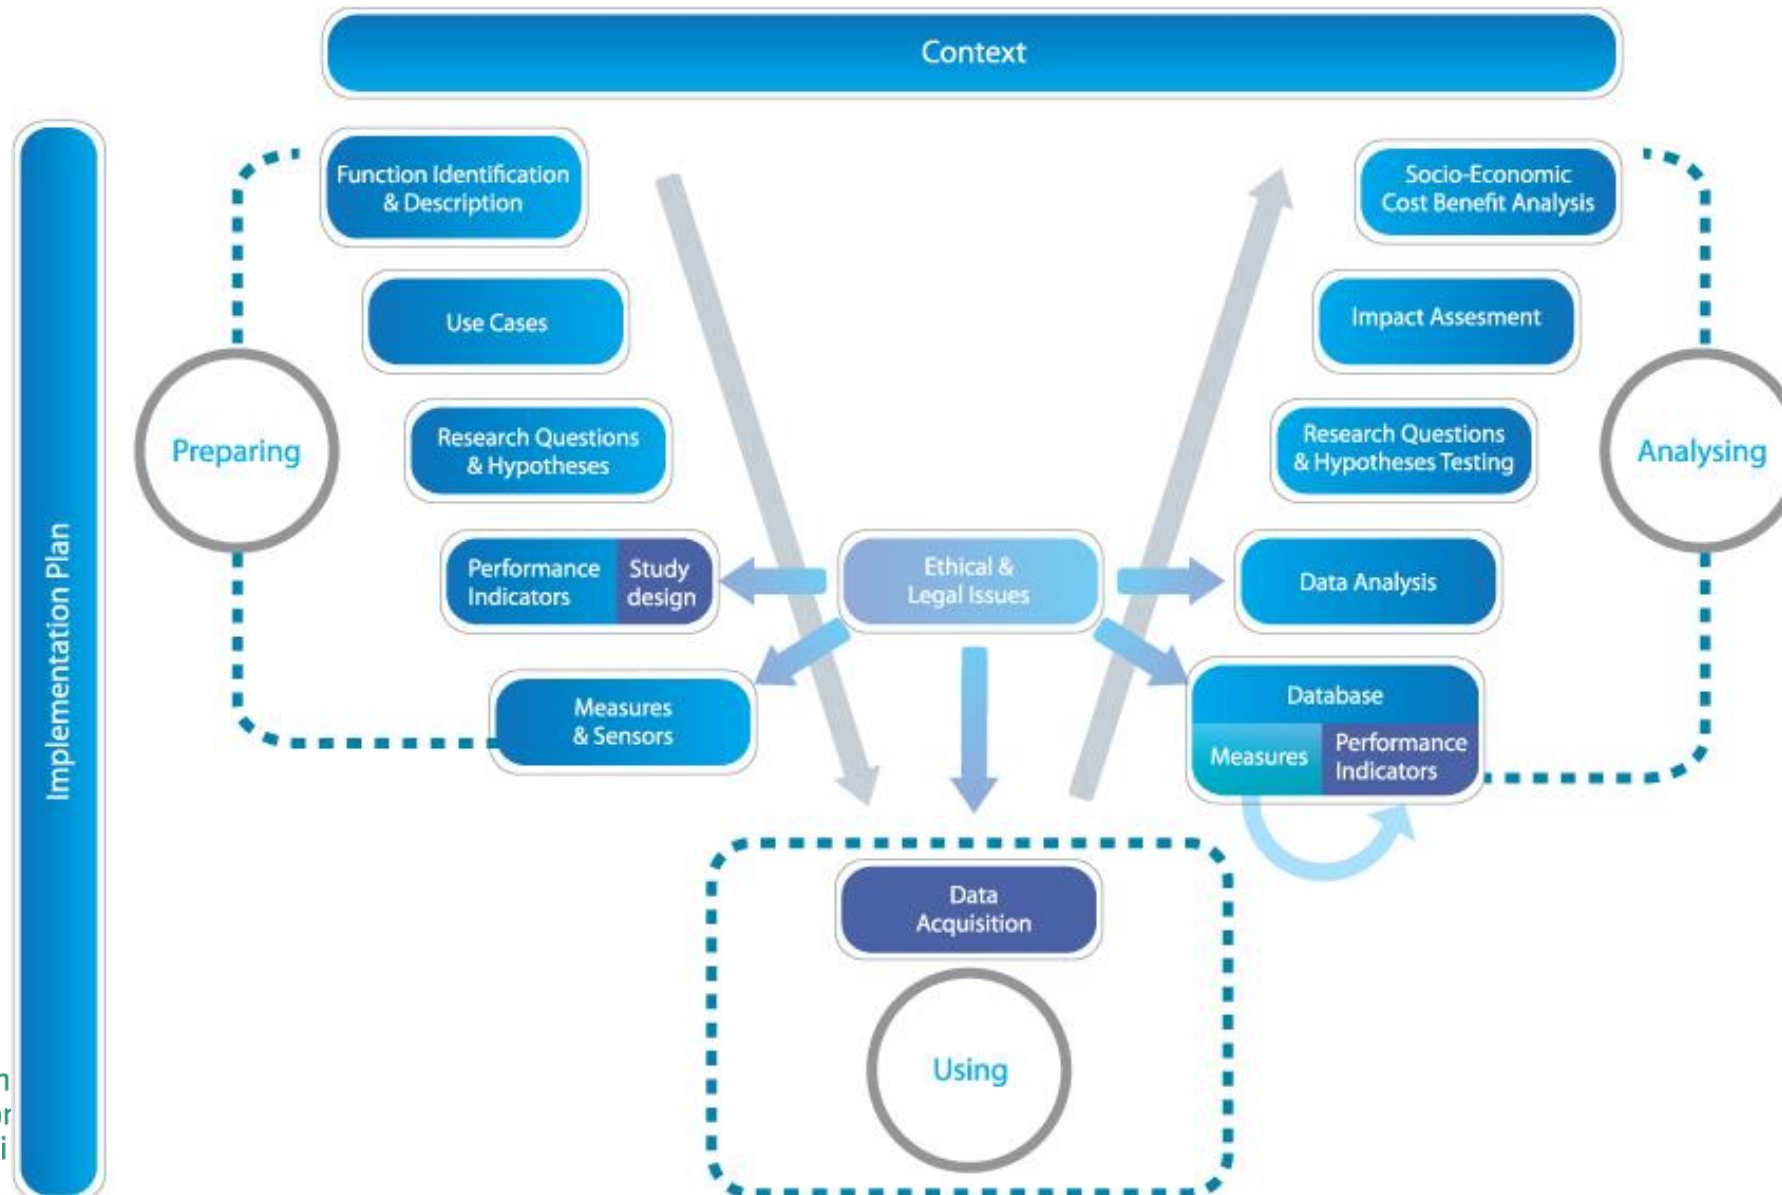 Context
Implementation Plan
Function Identification
& Description
Use Cases
Research Questions
& Hypotheses
Performance
Indicators
Study
design
Measures
& Sensors
Preparing
Ethical &
Legal Issues
Data
Acquisition
Using
Socio-Economic
Cost Benefit Analysis
Impact Assesment
Research Questions
& Hypotheses Testing
Data Analysis
Database
Measures
Performance
Indicators
Analysing